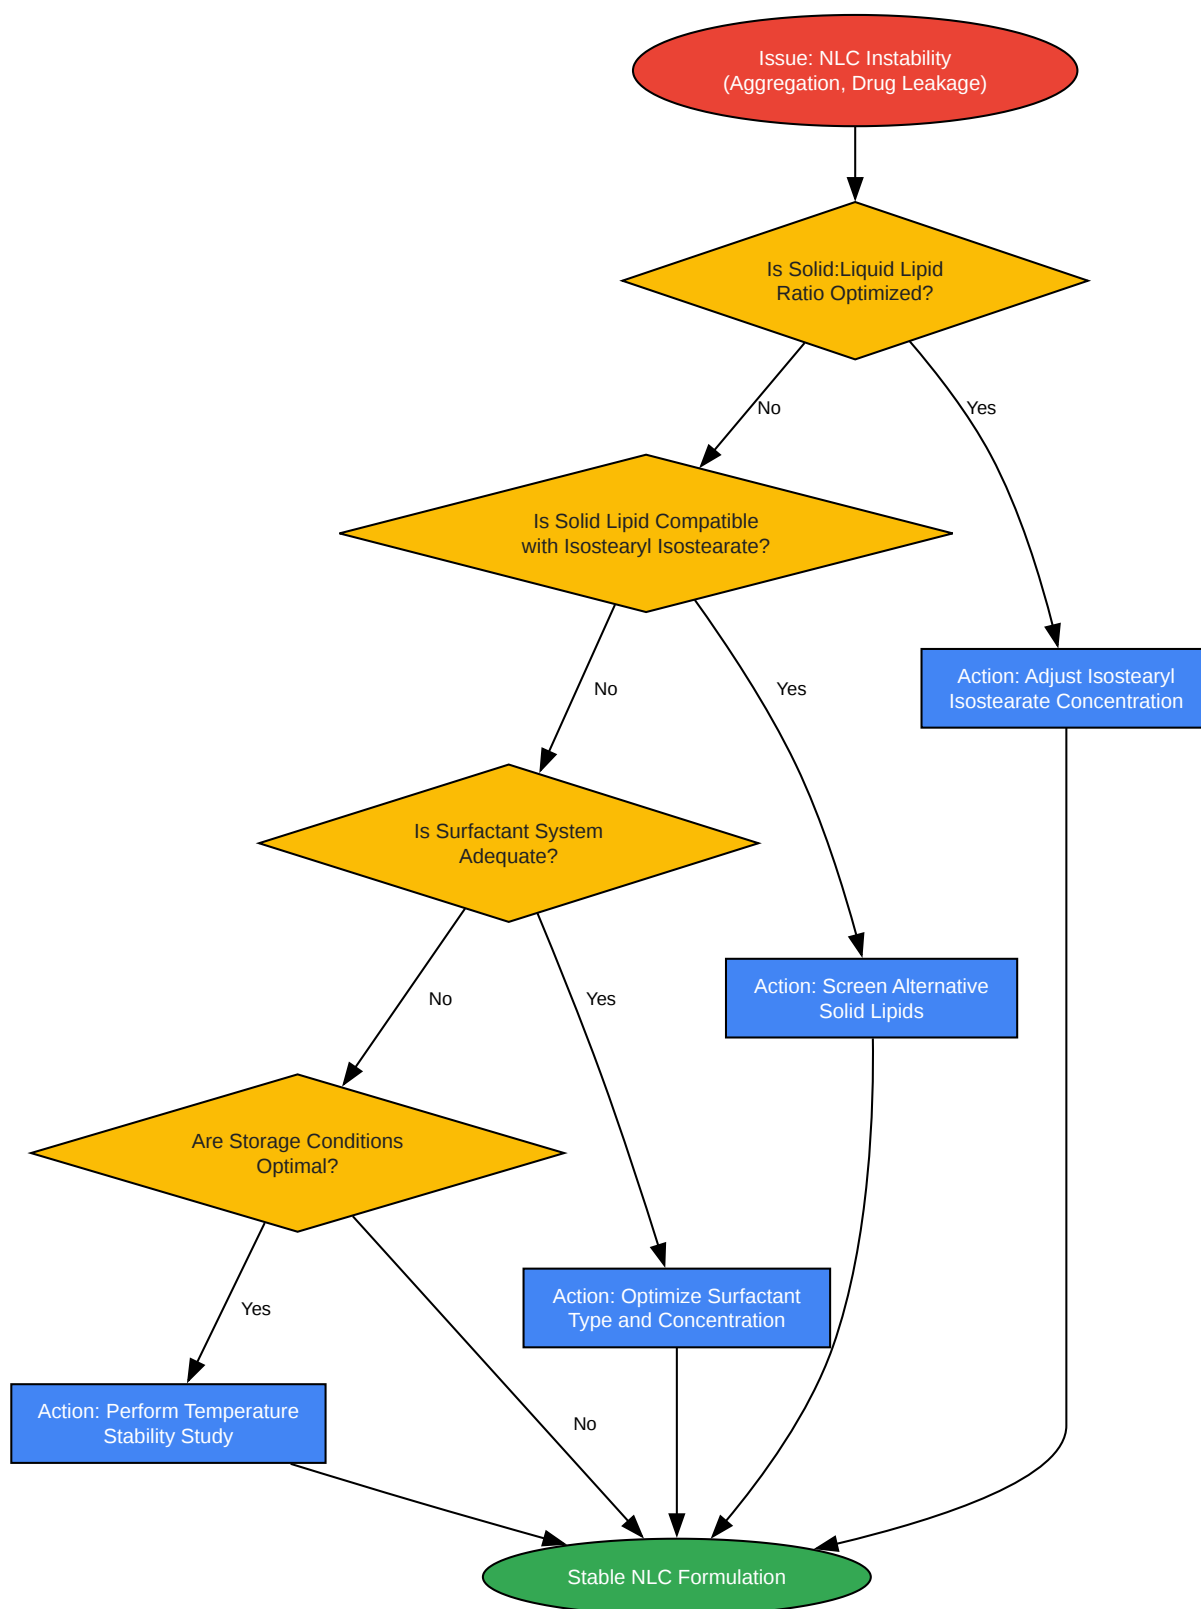 Issue: NLC Instability
(Aggregation, Drug Leakage)
Is Solid:Liquid Lipid
Ratio Optimized?
No
Yes
Is Solid Lipid Compatible
with Isostearyl Isostearate?
No
Yes
Action: Adjust Isostearyl
Isostearate Concentration
Is Surfactant System
Adequate?
No
Yes
Action: Screen Alternative
Solid Lipids
Are Storage Conditions
Optimal?
Yes
No
Action: Optimize Surfactant
Type and Concentration
Action: Perform Temperature
Stability Study
Stable NLC Formulation